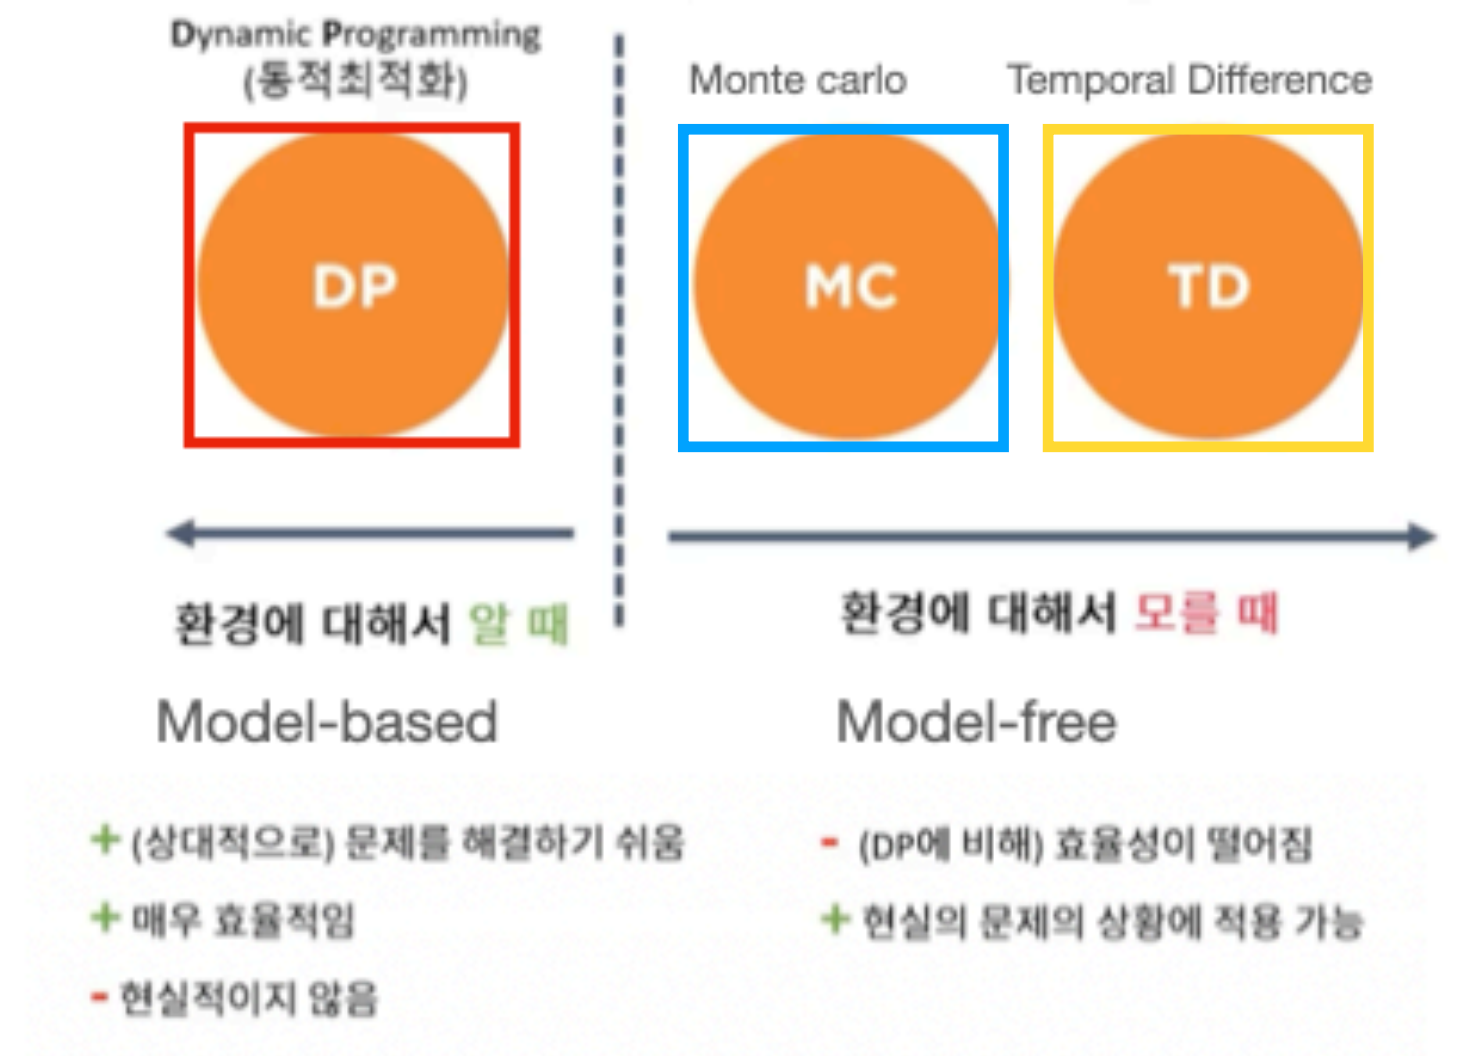 Dynamic Programming
(동적최적화)
Monte carlo
Temporal Difference
DP
MC
TD
환경에 대해서 알 때
환경에 대해서 모를 때
Model-based
Model-free
+ (상대적으로) 문제를 해결하기 쉬움
+ 매우 효율적임
- 현실적이지 않음
- (DP에 비해) 효율성이 떨어짐
+ 현실의 문제의 상황에 적용 가능